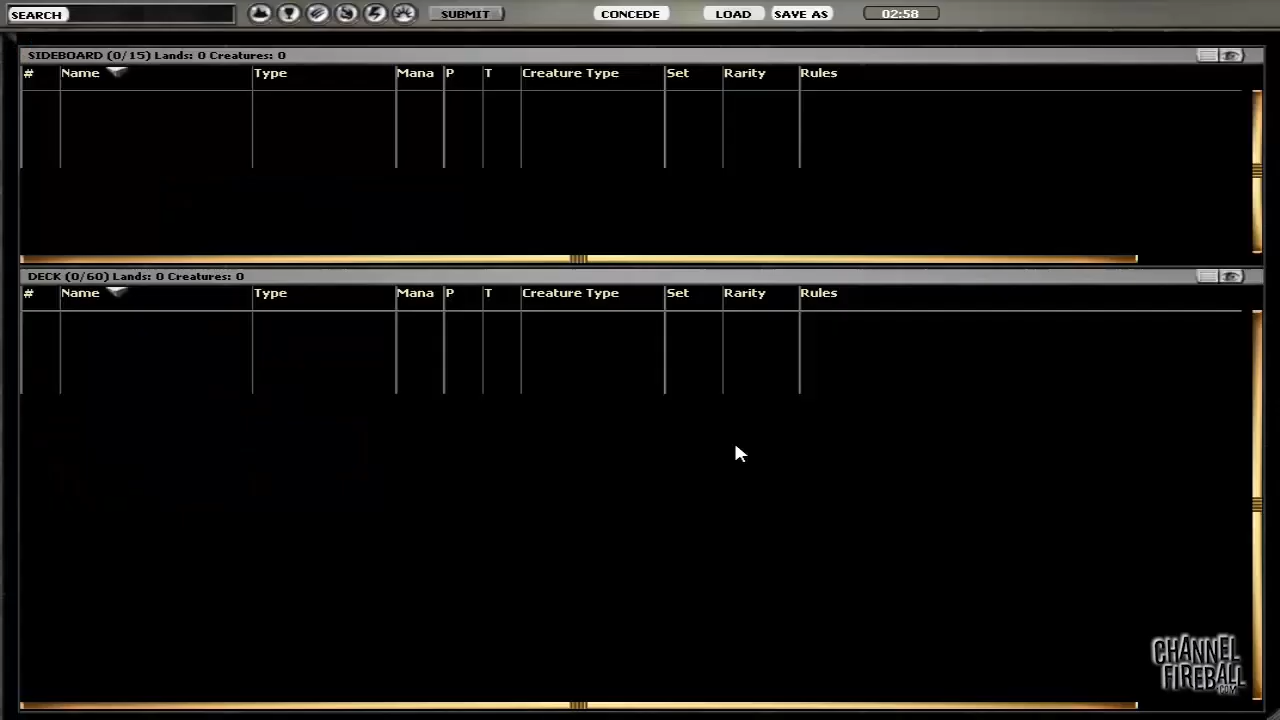 SEARCH SUBMIT CONCEDE LOAD SAVE AS 02:58
SIDEBOARD (0/15) Lands: 0 Creatures: 0
# Name Type Mana P T Creature Type Set Rarity Rules
DECK (0/60) Lands: 0 Creatures: 0
# Name Type Mana P T Creature Type Set Rarity Rules
CHANNEL
FIREBALL
.COM